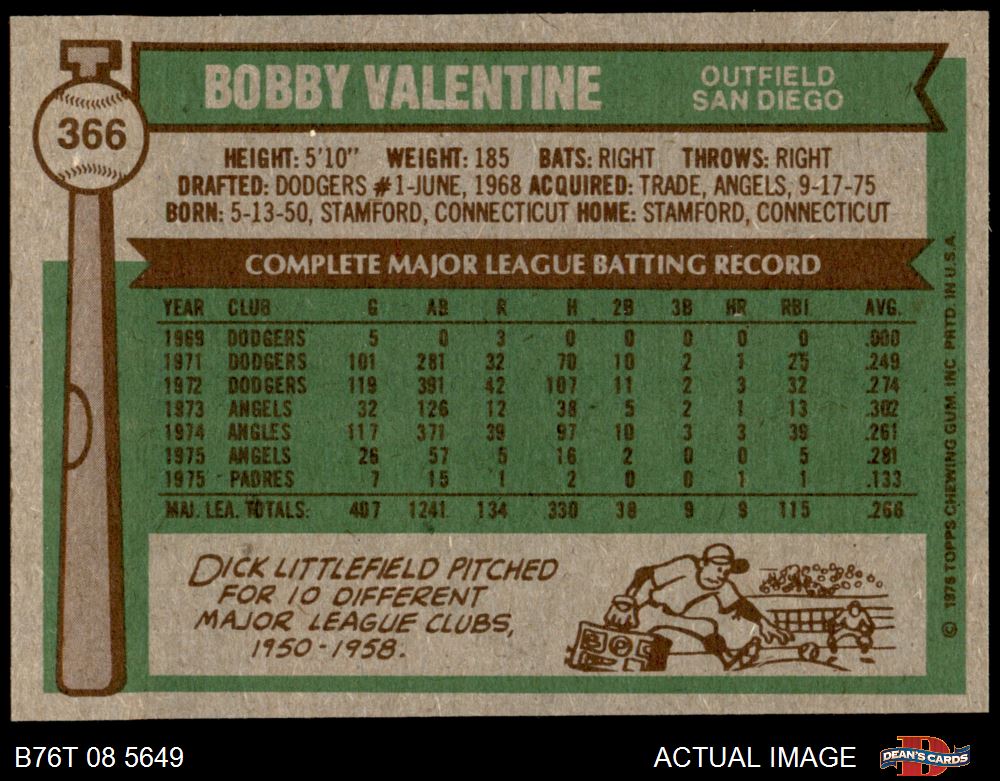 366
BOBBY VALENTINE
OUTFIELD
SAN DIEGO
HEIGHT: 5'10" WEIGHT: 185 BATS: RIGHT THROWS: RIGHT
DRAFTED: DODGERS #1-JUNE, 1968 ACQUIRED: TRADE, ANGELS, 9-17-75
BORN: 5-13-50, STAMFORD, CONNECTICUT HOME: STAMFORD, CONNECTICUT
COMPLETE MAJOR LEAGUE BATTING RECORD
YEAR CLUB G AB R H 2B 3B HR RBI AVG.
1969 DODGERS 5 0 3 0 0 0 0 0 .000
1971 DODGERS 101 281 32 70 10 2 1 25 .249
1972 DODGERS 119 391 42 107 11 2 3 32 .274
1973 ANGELS 32 126 12 38 5 2 1 13 .302
1974 ANGLES 117 371 39 97 10 3 3 39 .261
1975 ANGELS 26 57 5 16 2 0 0 5 .281
1975 PADRES 7 15 1 2 0 0 1 1 .133
MAJ. LEA. TOTALS: 407 1241 134 330 38 9 9 115 .266
DICK LITTLEFIELD PITCHED
FOR 10 DIFFERENT
MAJOR LEAGUE CLUBS,
1950-1958.
© 1976 TOPPS CHEWING GUM, INC PRTD. IN U.S.A.
B76T 08 5649
ACTUAL IMAGE
DEAN'S CARDS